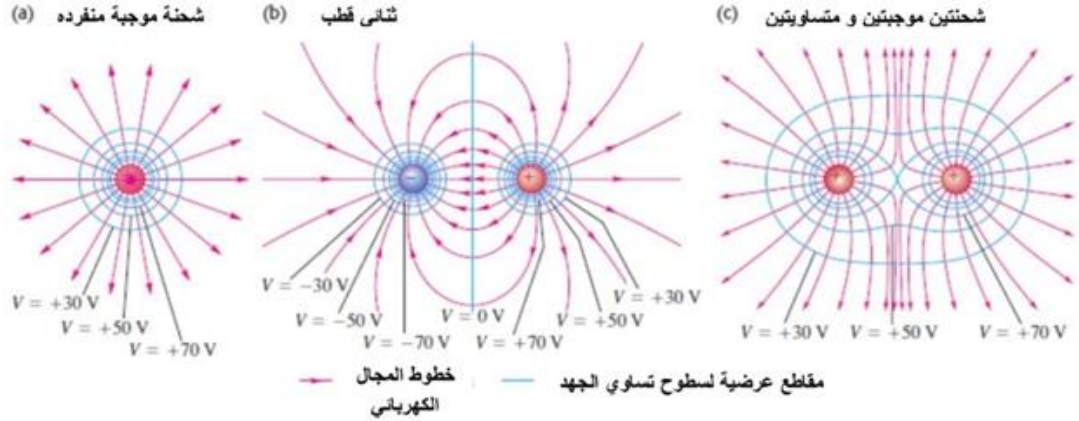 (a) شحنة موجبة منفرده
(b) ثنائى قطب
(c) شحنتين موجبتين و متساويتين
V = +30 V
V = +50 V
V = +70 V
V = −30 V
V = −50 V
V = −70 V
V = 0 V
V = +70 V
V = +50 V
V = +30 V
V = +30 V
V = +50 V
V = +70 V
خطوط المجال
الكهربائي
مقاطع عرضية لسطوح تساوي الجهد